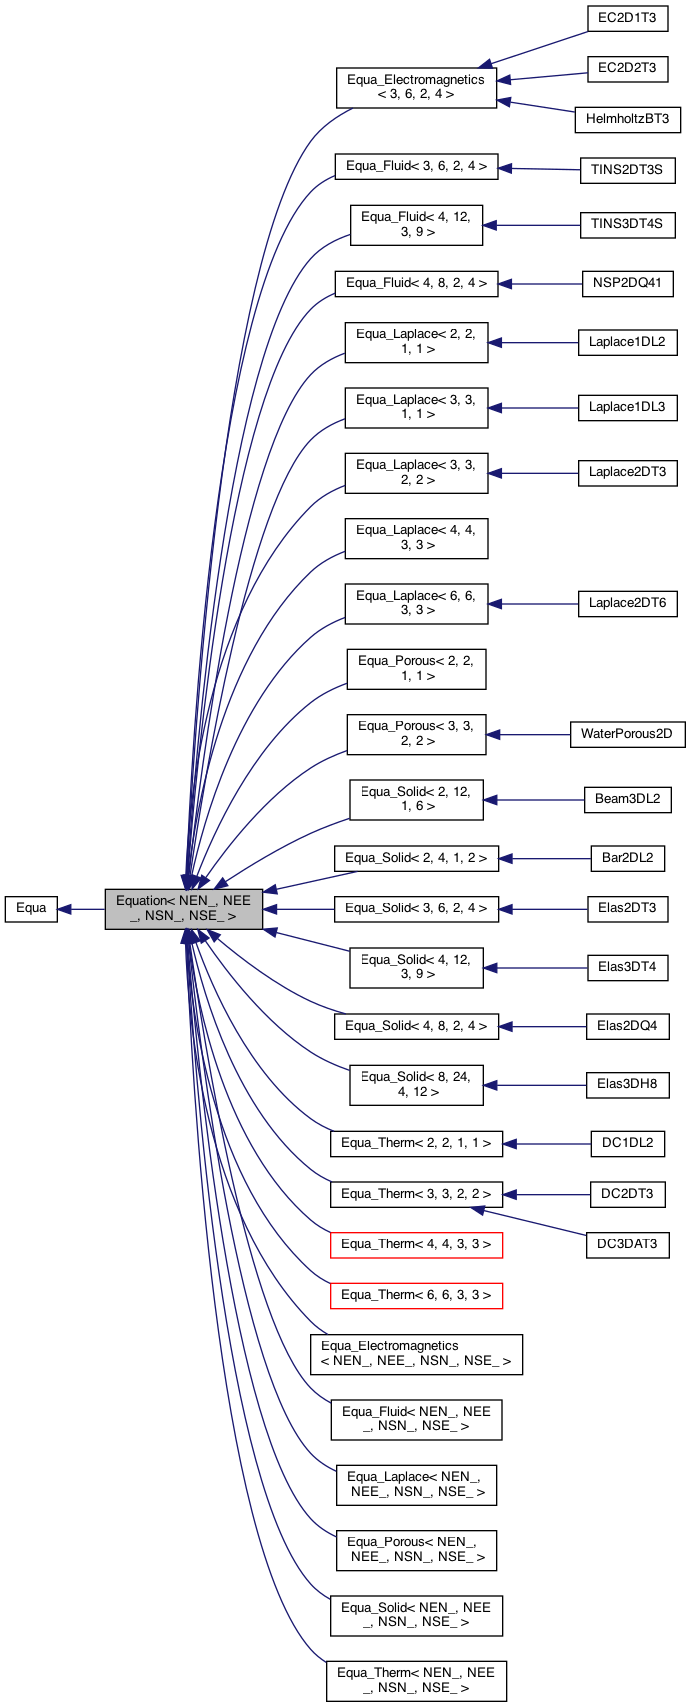 EC2D1T3
Equa_Electromagnetics
< 3, 6, 2, 4 >
EC2D2T3
HelmholtzBT3
Equa_Fluid< 3, 6, 2, 4 >
TINS2DT3S
Equa_Fluid< 4, 12,
3, 9 >
TINS3DT4S
Equa_Fluid< 4, 8, 2, 4 >
NSP2DQ41
Equa_Laplace< 2, 2,
1, 1 >
Laplace1DL2
Equa_Laplace< 3, 3,
1, 1 >
Laplace1DL3
Equa_Laplace< 3, 3,
2, 2 >
Laplace2DT3
Equa_Laplace< 4, 4,
3, 3 >
Equa_Laplace< 6, 6,
3, 3 >
Laplace2DT6
Equa_Porous< 2, 2,
1, 1 >
Equa_Porous< 3, 3,
2, 2 >
WaterPorous2D
Equa_Solid< 2, 12,
1, 6 >
Beam3DL2
Equa_Solid< 2, 4, 1, 2 >
Bar2DL2
Equa
Equation< NEN_, NEE
_, NSN_, NSE_ >
Equa_Solid< 3, 6, 2, 4 >
Elas2DT3
Equa_Solid< 4, 12,
3, 9 >
Elas3DT4
Equa_Solid< 4, 8, 2, 4 >
Elas2DQ4
Equa_Solid< 8, 24,
4, 12 >
Elas3DH8
Equa_Therm< 2, 2, 1, 1 >
DC1DL2
Equa_Therm< 3, 3, 2, 2 >
DC2DT3
DC3DAT3
Equa_Therm< 4, 4, 3, 3 >
Equa_Therm< 6, 6, 3, 3 >
Equa_Electromagnetics
< NEN_, NEE_, NSN_, NSE_ >
Equa_Fluid< NEN_, NEE
_, NSN_, NSE_ >
Equa_Laplace< NEN_,
NEE_, NSN_, NSE_ >
Equa_Porous< NEN_,
NEE_, NSN_, NSE_ >
Equa_Solid< NEN_, NEE
_, NSN_, NSE_ >
Equa_Therm< NEN_, NEE
_, NSN_, NSE_ >